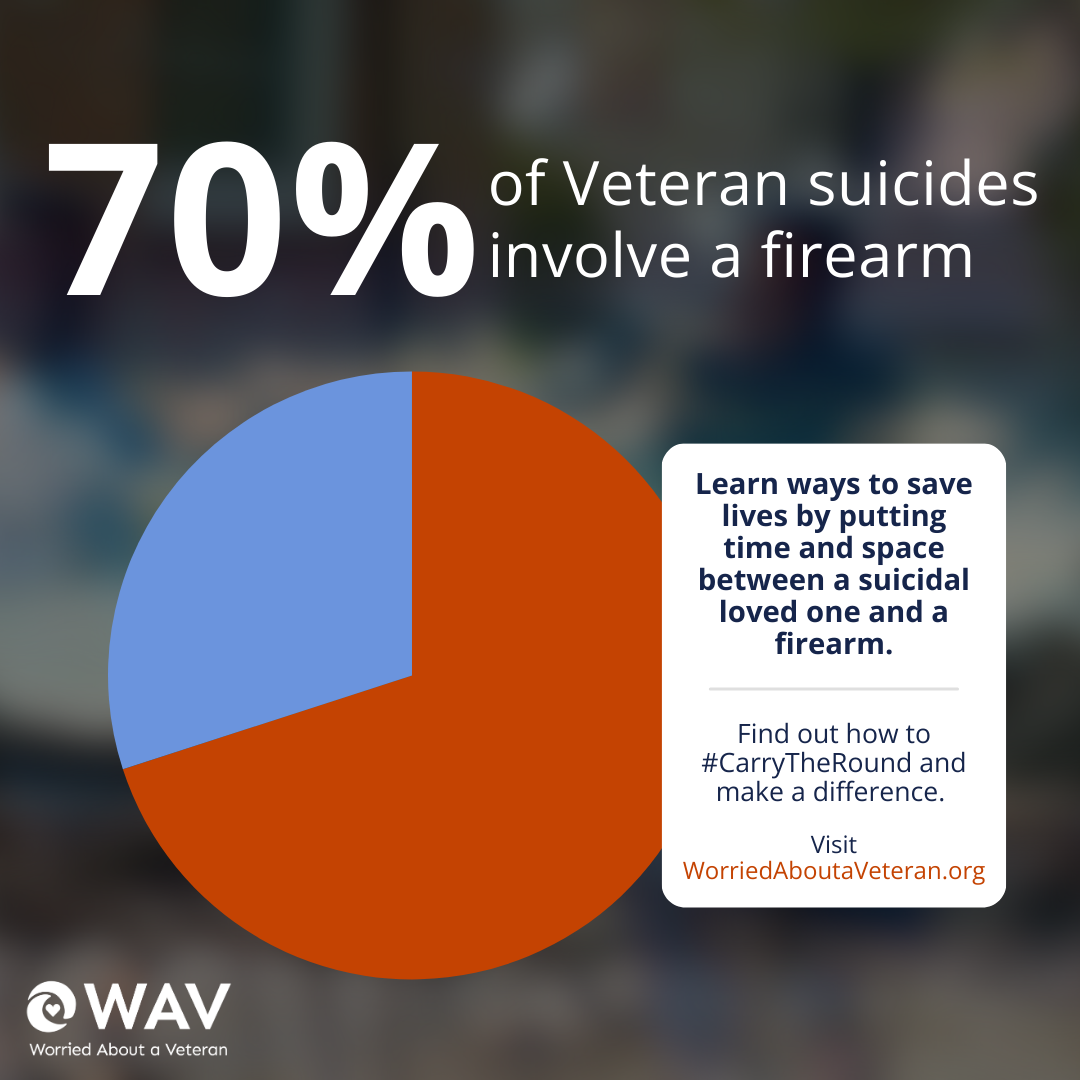 70%
of Veteran suicides
involve a firearm
Learn ways to save
lives by putting
time and space
between a suicidal
loved one and a
firearm.
Find out how to
#CarryTheRound and
make a difference.
Visit
WorriedAboutaVeteran.org
WAV
Worried About a Veteran